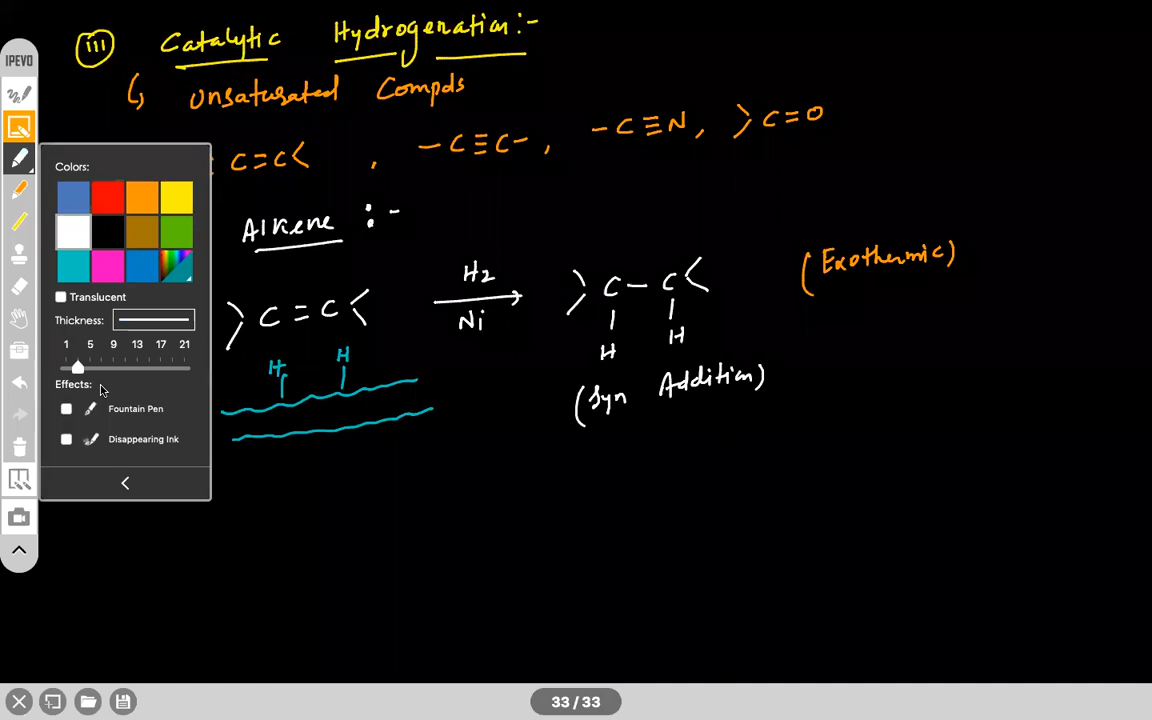 (iii) Catalytic Hydrogenation:-
IPEVO
↳ Unsaturated Compds
C=C< , -C≡C-, -C≡N, >C=O
Colors:
Alkene :-
Translucent
Thickness:
1 5 9 13 17 21
Effects:
Fountain Pen
Disappearing Ink
>C=C<
H2
Ni
>C-C<
H H
(Exothermic)
H H
(Syn Addition)
33 / 33